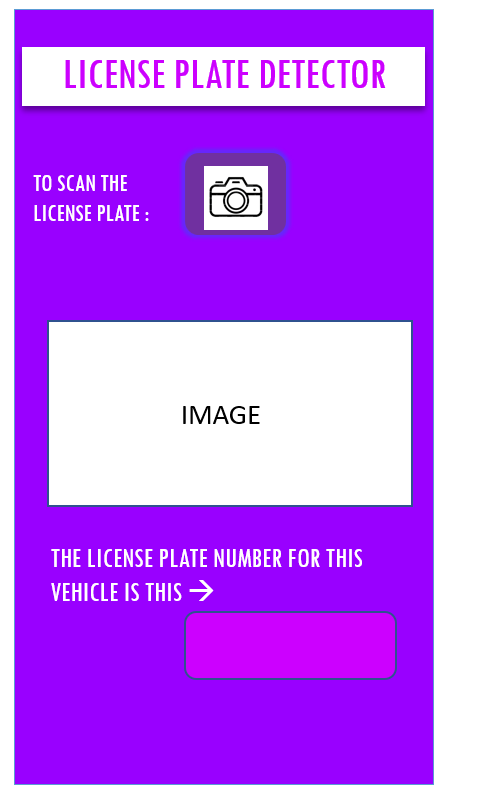 LICENSE PLATE DETECTOR
TO SCAN THE
LICENSE PLATE :
IMAGE
THE LICENSE PLATE NUMBER FOR THIS
VEHICLE IS THIS →